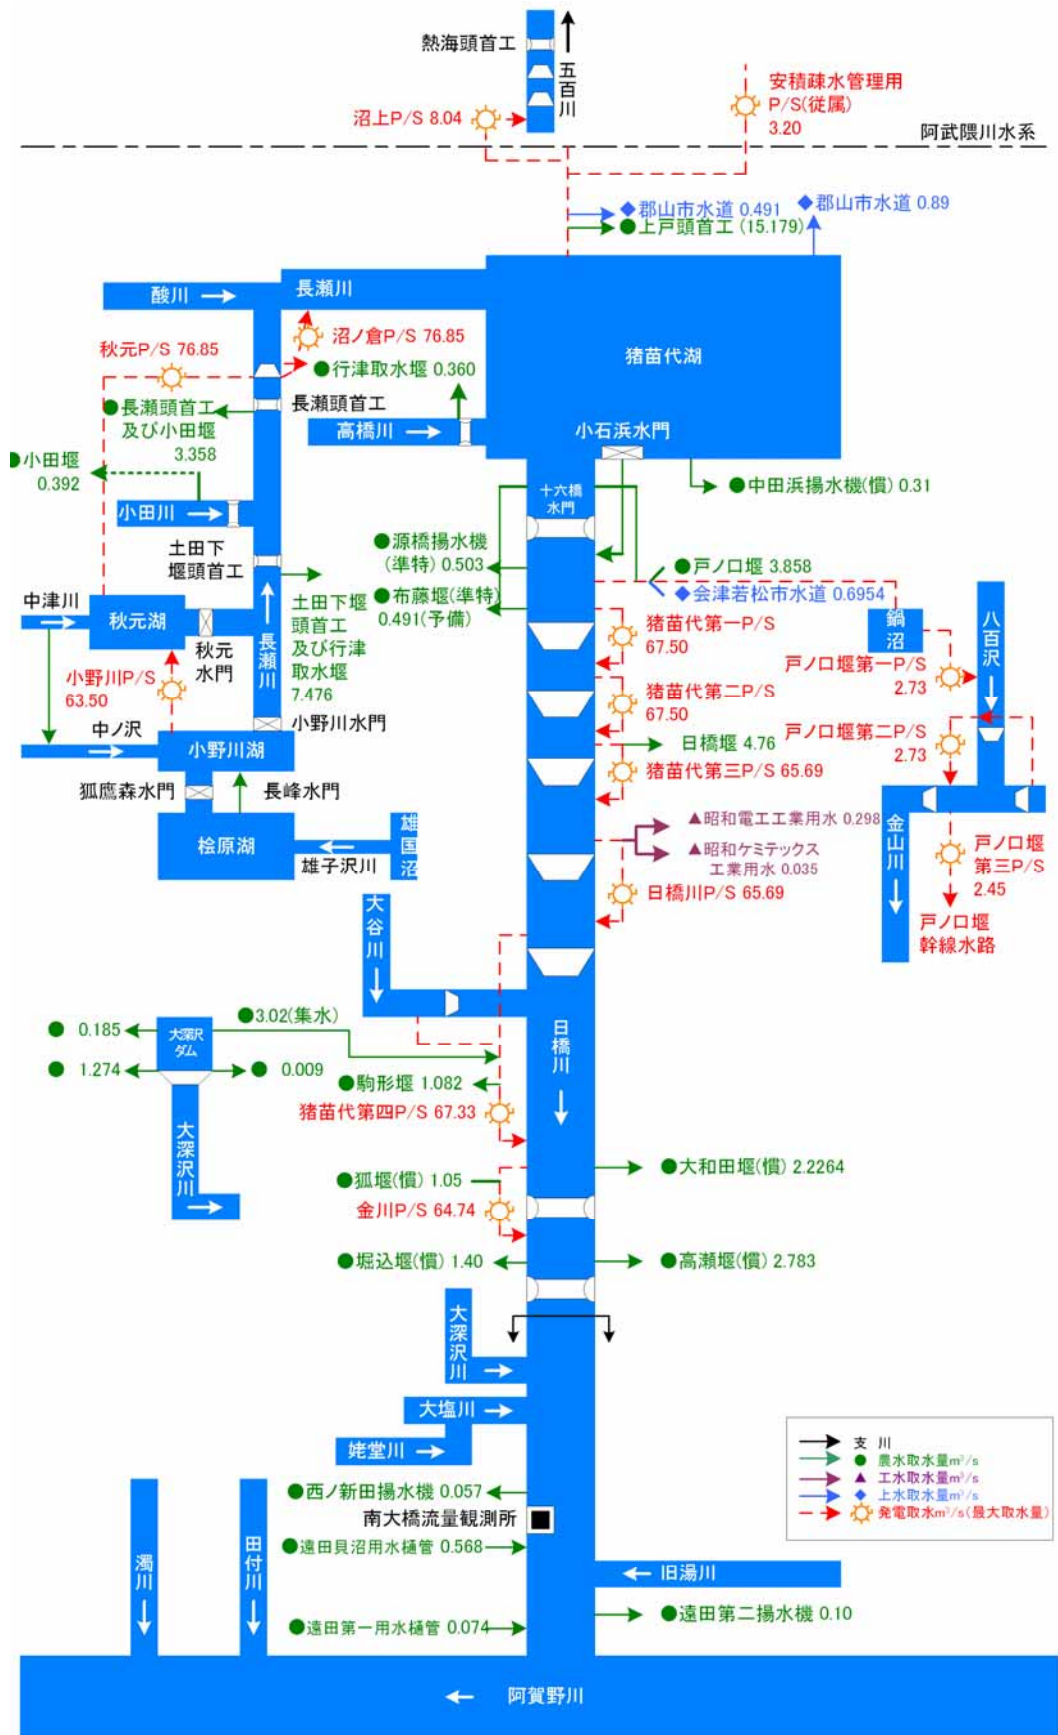 熱海頭首工
五百川
安積疎水管理用
P/S(従属)
3.20
沼上P/S 8.04
阿武隈川水系
◆郡山市水道 0.491
◆郡山市水道 0.89
●上戸頭首工(15.179)
酸川
長瀬川
猪苗代湖
秋元P/S 76.85
沼ノ倉P/S 76.85
●行津取水堰 0.360
●長瀬頭首工
及び小田堰
3.358
長瀬頭首工
高橋川
小石浜水門
●小田堰
0.392
●中田浜揚水機(慣) 0.31
十六橋
水門
小田川
土田下
堰頭首工
●源橋揚水機
(準特) 0.503
●戸ノ口堰 3.858
◆会津若松市水道 0.6954
●布藤堰(準特)
0.491(予備)
中津川
秋元湖
秋元
水門
長瀬川
土田下堰
頭首工
及び行津
取水堰
7.476
小野川P/S
63.50
猪苗代第一P/S
67.50
鍋沼
八百沢
戸ノ口堰第一P/S
2.73
猪苗代第二P/S
67.50
中ノ沢
小野川湖
小野川水門
●日橋堰 4.76
戸ノ口堰第二P/S
2.73
猪苗代第三P/S 65.69
狐鷹森水門
長峰水門
桧原湖
雄子沢川
雄国沼
▲昭和電工工業用水 0.298
▲昭和ケミテックス
工業用水 0.035
金山川
戸ノ口堰
第三P/S
2.45
日橋川P/S 65.69
戸ノ口堰
幹線水路
大谷川
●3.02(集水)
● 0.185
大深沢
ダム
● 1.274
● 0.009
日橋川
●駒形堰 1.082
猪苗代第四P/S 67.33
大深沢川
●狐堰(慣) 1.05
●大和田堰(慣) 2.2264
金川P/S 64.74
●堀込堰(慣) 1.40
●高瀬堰(慣) 2.783
大深沢川
大塩川
姥堂川
支 川
● 農水取水量m³/s
▲ 工水取水量m³/s
◆ 上水取水量m³/s
発電取水m³/s(最大取水量)
●西ノ新田揚水機 0.057
南大橋流量観測所
●遠田貝沼用水樋管 0.568
濁川
田付川
旧湯川
●遠田第一用水樋管 0.074
●遠田第二揚水機 0.10
阿賀野川